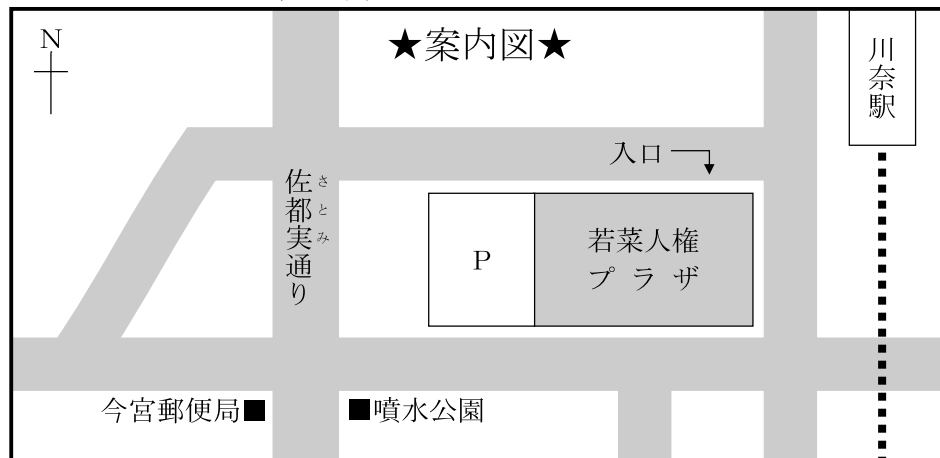 ★案内図★
N
川奈駅
入口
佐都実通り
さとみ
P
若菜人権
プラザ
今宮郵便局■
■噴水公園